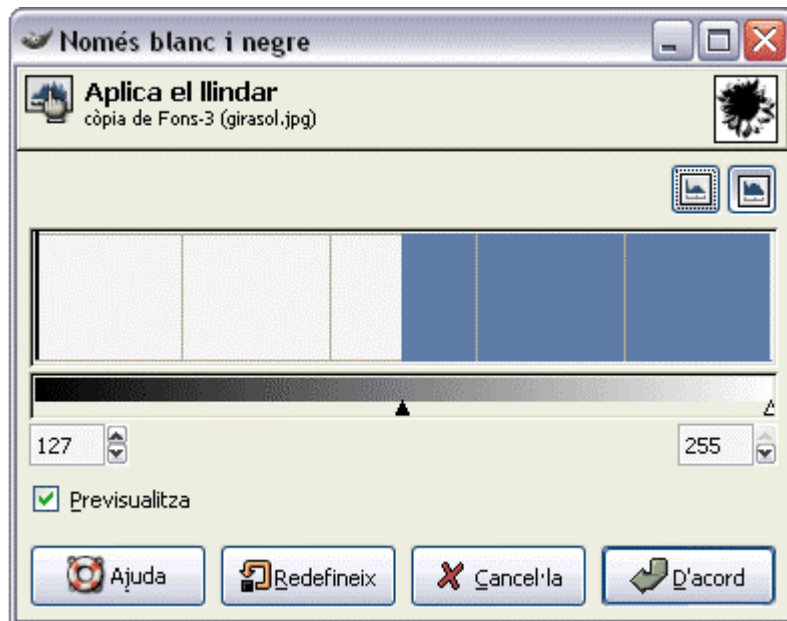 Només blanc i negre
Aplica el llindar
còpia de Fons-3 (girasol.jpg)
127 255
Previsualitza
Ajuda Redefineix Cancel·la D'acord